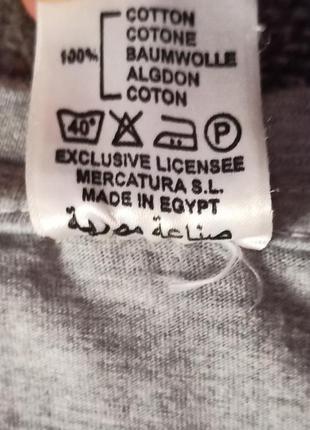 COTTON
COTONE
100% BAUMWOLLE
ALGDON
COTON
40° P
EXCLUSIVE LICENSEE
MERCATURA S.L.
MADE IN EGYPT
صناعة مصرية